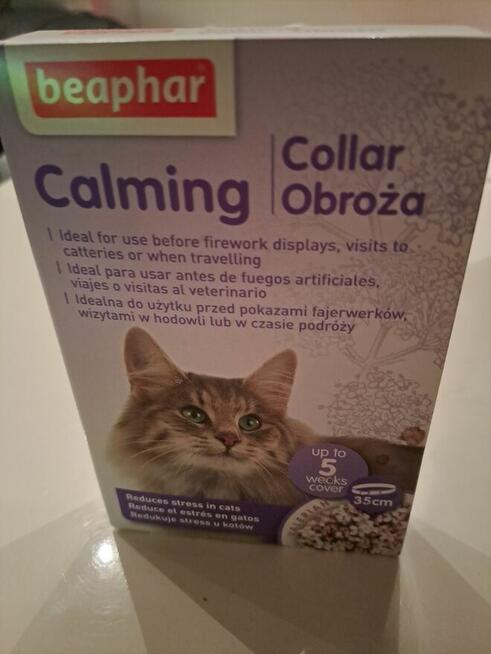 beaphar
Calming
Collar
Obroża
Ideal for use before firework displays, visits to
catteries or when travelling
Ideal para usar antes de fuegos artificiales,
viajes o visitas al veterinario
Idealna do użytku przed pokazami fajerwerków,
wizytami w hodowli lub w czasie podróży
up to
5
weeks
cover
35cm
Reduces stress in cats
Reduce el estrés en gatos
Redukuje stress u kotów